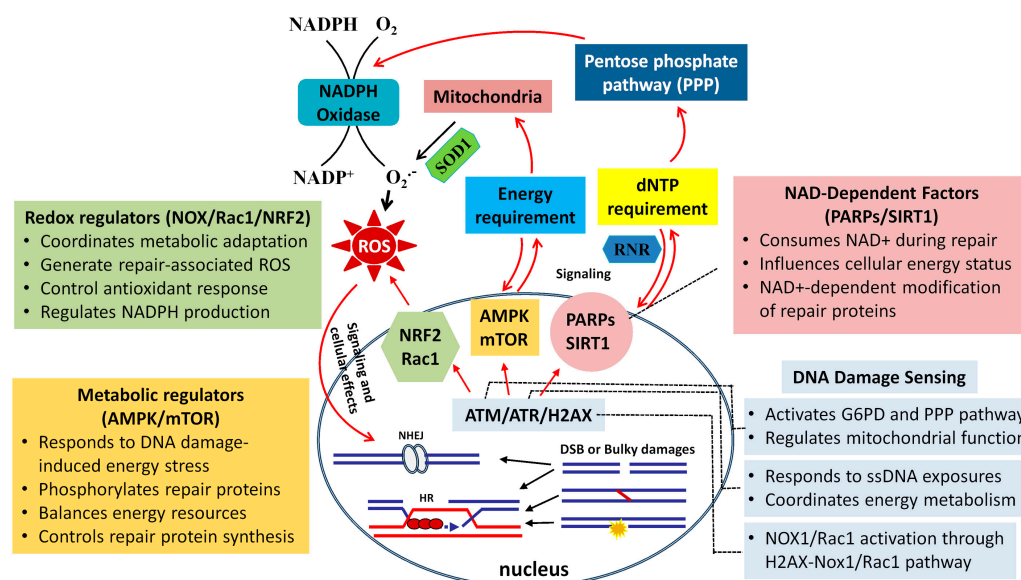 NADPH O₂
NADPH
Oxidase
NADP⁺ O₂·⁻
Mitochondria
SOD1
Pentose phosphate
pathway (PPP)
Energy
requirement
dNTP
requirement
RNR
Signaling
ROS
Redox regulators (NOX/Rac1/NRF2)
• Coordinates metabolic adaptation
• Generate repair-associated ROS
• Control antioxidant response
• Regulates NADPH production
NAD-Dependent Factors
(PARPs/SIRT1)
• Consumes NAD+ during repair
• Influences cellular energy status
• NAD+-dependent modification
of repair proteins
Signaling and
cellular effects
NRF2
Rac1
AMPK
mTOR
PARPs
SIRT1
ATM/ATR/H2AX
Metabolic regulators
(AMPK/mTOR)
• Responds to DNA damage-
induced energy stress
• Phosphorylates repair proteins
• Balances energy resources
• Controls repair protein synthesis
DNA Damage Sensing
• Activates G6PD and PPP pathway
• Regulates mitochondrial function
• Responds to ssDNA exposures
• Coordinates energy metabolism
• NOX1/Rac1 activation through
H2AX-Nox1/Rac1 pathway
NHEJ
DSB or Bulky damages
HR
nucleus